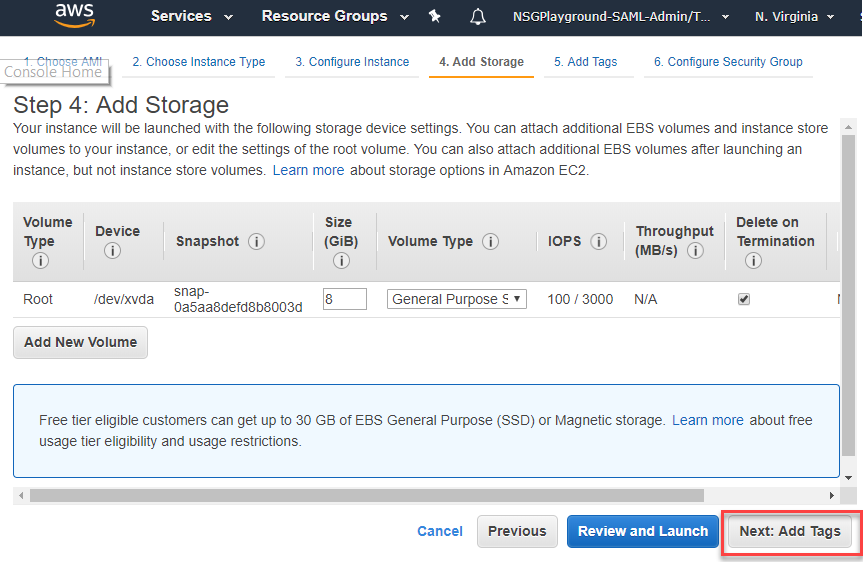 aws
Services
Resource Groups
NSGPlayground-SAML-Admin/T...
N. Virginia
1. Choose AMI
2. Choose Instance Type
3. Configure Instance
4. Add Storage
5. Add Tags
6. Configure Security Group
Console Home
Step 4: Add Storage
Your instance will be launched with the following storage device settings. You can attach additional EBS volumes and instance store
volumes to your instance, or edit the settings of the root volume. You can also attach additional EBS volumes after launching an
instance, but not instance store volumes. Learn more about storage options in Amazon EC2.
Volume
Type
Device
Snapshot
Size
(GiB)
Volume Type
IOPS
Throughput
(MB/s)
Delete on
Termination
Root
/dev/xvda
snap-
0a5aa8defd8b8003d
8
General Purpose S
100 / 3000
N/A
Add New Volume
Free tier eligible customers can get up to 30 GB of EBS General Purpose (SSD) or Magnetic storage. Learn more about free
usage tier eligibility and usage restrictions.
Cancel
Previous
Review and Launch
Next: Add Tags